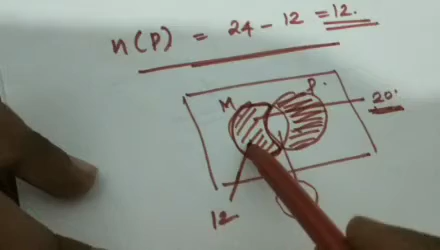 n(P) = 24 - 12 = 12.
M P.
20.
12